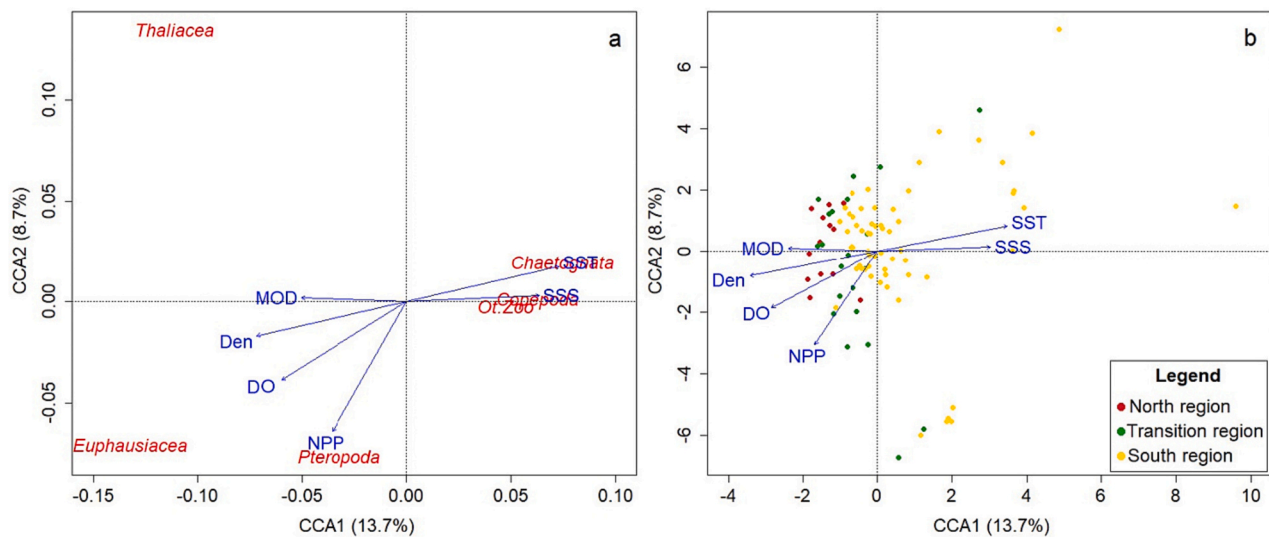 a
Thaliacea
Chaetognata
SST
SSS
Copepoda
Ot.Zoo
MOD
Den
DO
NPP
Euphausiacea
Pteropoda
CCA2 (8.7%)
0.10
0.05
0.00
-0.05
-0.15
-0.10
-0.05
0.00
0.05
0.10
CCA1 (13.7%)
b
SST
SSS
MOD
Den
DO
NPP
CCA2 (8.7%)
6
4
2
0
-2
-4
-6
-4
-2
0
2
4
6
8
10
CCA1 (13.7%)
Legend
North region
Transition region
South region